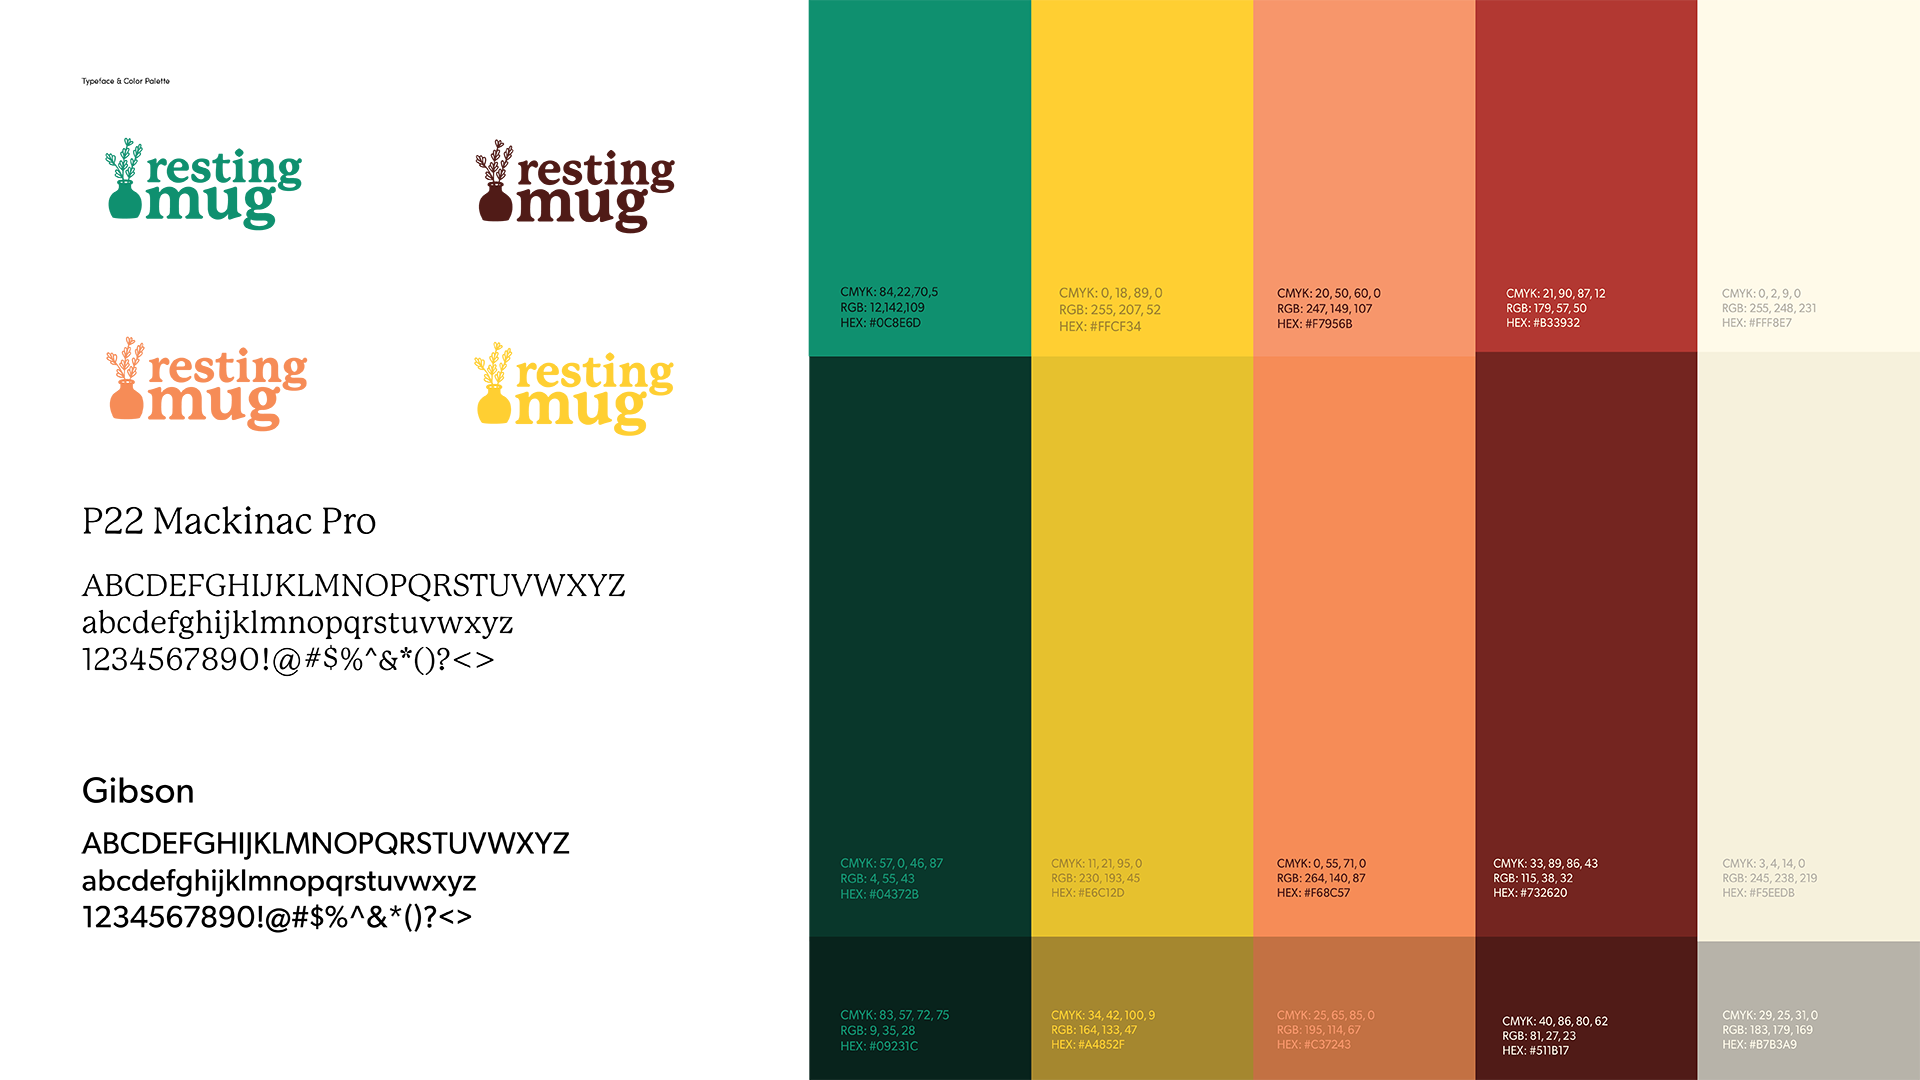 Typeface & Color Palette
resting
mug
resting
mug
resting
mug
resting
mug
P22 Mackinac Pro
ABCDEFGHIJKLMNOPQRSTUVWXYZ
abcdefghijklmnopqrstuvwxyz
1234567890!@#$%^&*()?<>
Gibson
ABCDEFGHIJKLMNOPQRSTUVWXYZ
abcdefghijklmnopqrstuvwxyz
1234567890!@#$%^&*()?<>
CMYK: 84,22,70,5
RGB: 12,142,109
HEX: #0C8E6D
CMYK: 0, 18, 89, 0
RGB: 255, 207, 52
HEX: #FFCF34
CMYK: 20, 50, 60, 0
RGB: 247, 149, 107
HEX: #F7956B
CMYK: 21, 90, 87, 12
RGB: 179, 57, 50
HEX: #B33932
CMYK: 0, 2, 9, 0
RGB: 255, 248, 231
HEX: #FFF8E7
CMYK: 57, 0, 46, 87
RGB: 4, 55, 43
HEX: #04372B
CMYK: 11, 21, 95, 0
RGB: 230, 193, 45
HEX: #E6C12D
CMYK: 0, 55, 71, 0
RGB: 264, 140, 87
HEX: #F68C57
CMYK: 33, 89, 86, 43
RGB: 115, 38, 32
HEX: #732620
CMYK: 3, 4, 14, 0
RGB: 245, 238, 219
HEX: #F5EEDB
CMYK: 83, 57, 72, 75
RGB: 9, 35, 28
HEX: #09231C
CMYK: 34, 42, 100, 9
RGB: 164, 133, 47
HEX: #A4852F
CMYK: 25, 65, 85, 0
RGB: 195, 114, 67
HEX: #C37243
CMYK: 40, 86, 80, 62
RGB: 81, 27, 23
HEX: #511B17
CMYK: 29, 25, 31, 0
RGB: 183, 179, 169
HEX: #B7B3A9